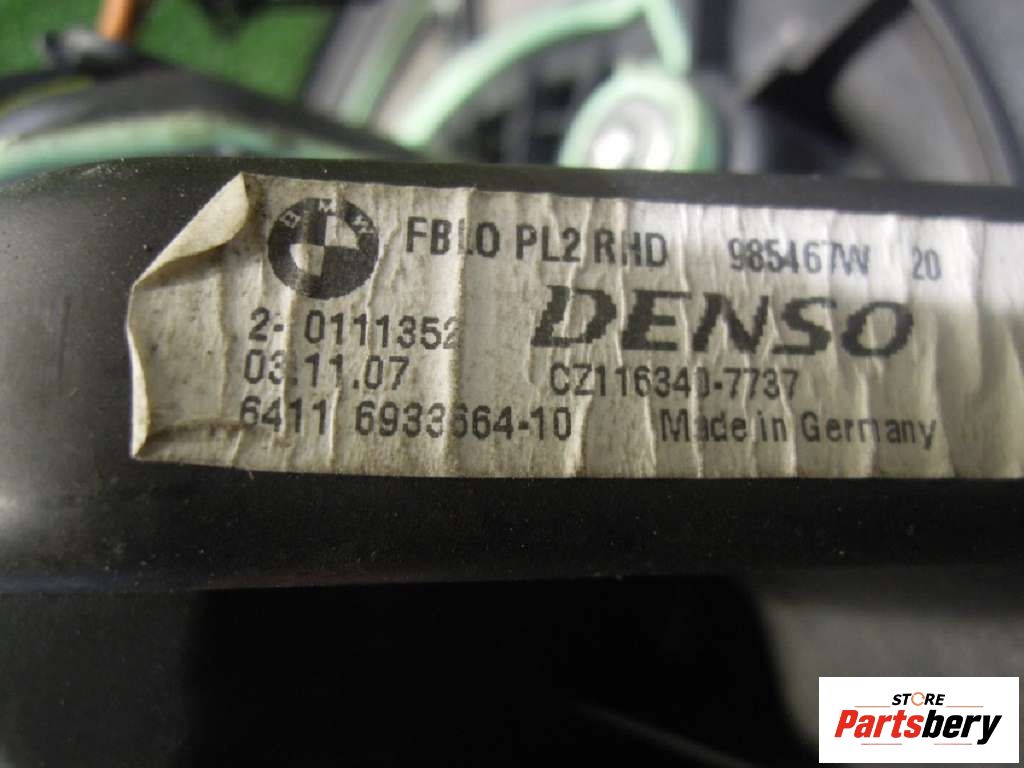 BMW
FBLO PL2 RHD 985467W 20
2- 0111352 DENSO
03.11.07 CZ116340-7737
6411 6933664-10 Made in Germany
STORE
Partsbery